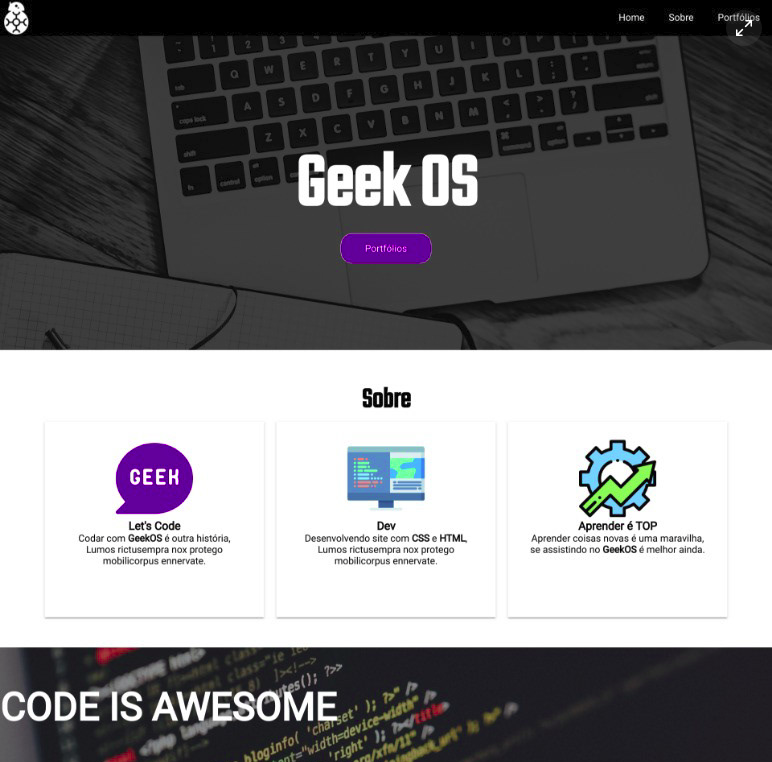 Home Sobre Portfólios
Geek OS
Portfólios
Sobre
GEEK
Let's Code
Codar com GeekOS é outra história,
Lumos rictusempra nox protego
mobilicorpus ennervate.
Dev
Desenvolvendo site com CSS e HTML,
Lumos rictusempra nox protego
mobilicorpus ennervate.
Aprender é TOP
Aprender coisas novas é uma maravilha,
se assistindo no GeekOS é melhor ainda.
CODE IS AWESOME